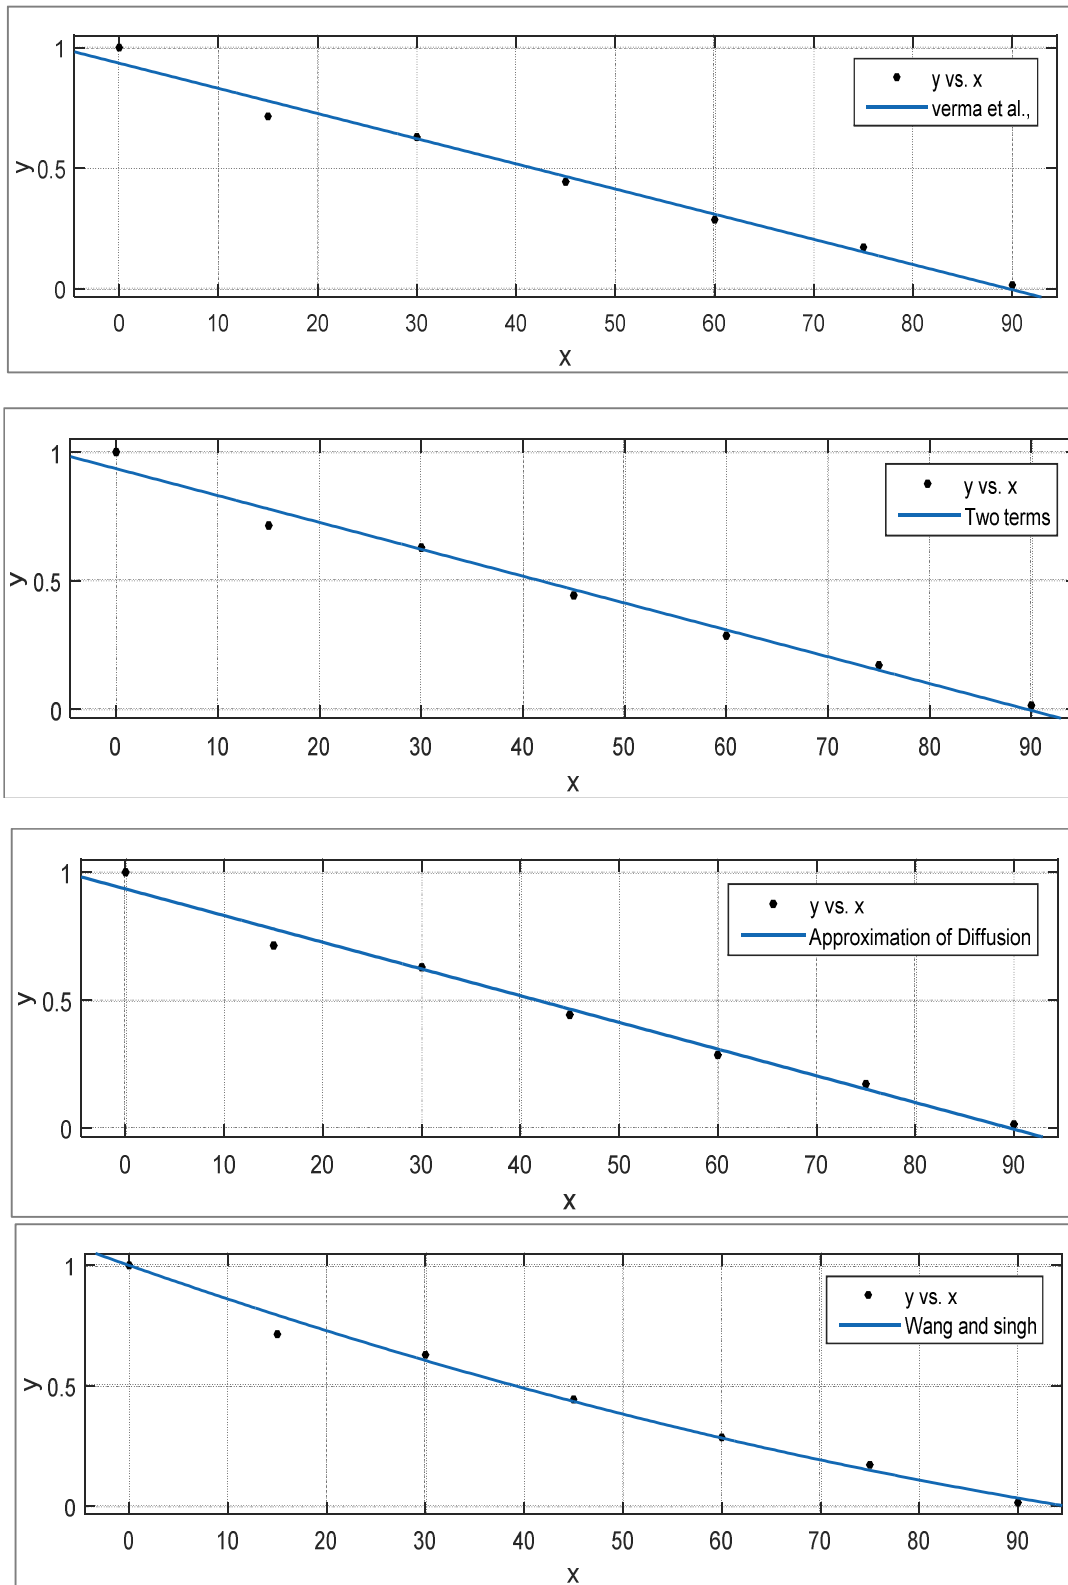 1
y vs. x
verma et al.,
y
0.5
0
0 10 20 30 40 50 60 70 80 90
x
1
y vs. x
Two terms
y
0.5
0
0 10 20 30 40 50 60 70 80 90
x
1
y vs. x
Approximation of Diffusion
y
0.5
0
0 10 20 30 40 50 60 70 80 90
x
1
y vs. x
Wang and singh
y
0.5
0
0 10 20 30 40 50 60 70 80 90
x